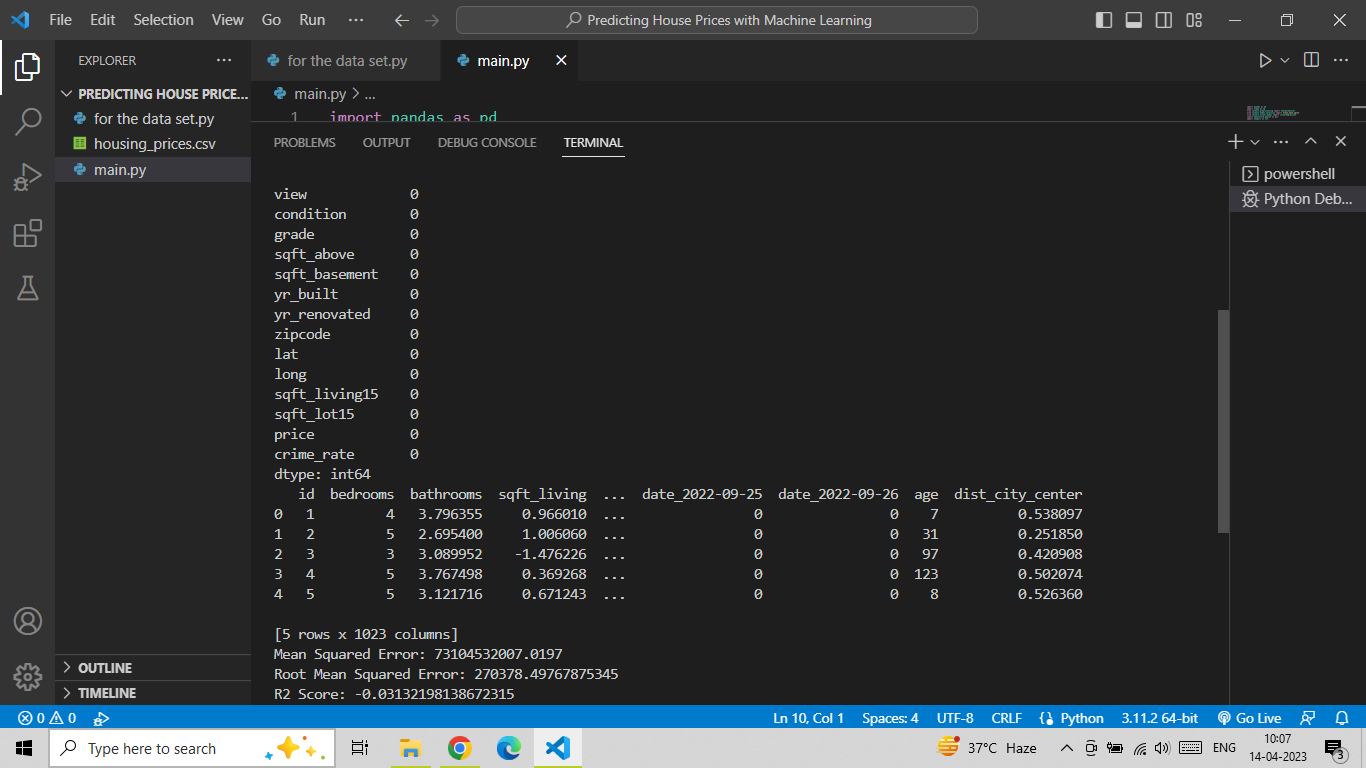 File Edit Selection View Go Run ...
Predicting House Prices with Machine Learning
EXPLORER
for the data set.py
main.py
PREDICTING HOUSE PRICE...
for the data set.py
housing_prices.csv
main.py
main.py > ...
1 import pandas as pd
PROBLEMS OUTPUT DEBUG CONSOLE TERMINAL
powershell
Python Deb...
view 0
condition 0
grade 0
sqft_above 0
sqft_basement 0
yr_built 0
yr_renovated 0
zipcode 0
lat 0
long 0
sqft_living15 0
sqft_lot15 0
price 0
crime_rate 0
dtype: int64
id bedrooms bathrooms sqft_living ... date_2022-09-25 date_2022-09-26 age dist_city_center
0 1 4 3.796355 0.966010 ... 0 0 7 0.538097
1 2 5 2.695400 1.006060 ... 0 0 31 0.251850
2 3 3 3.089952 -1.476226 ... 0 0 97 0.420908
3 4 5 3.767498 0.369268 ... 0 0 123 0.502074
4 5 5 3.121716 0.671243 ... 0 0 8 0.526360
[5 rows x 1023 columns]
Mean Squared Error: 73104532007.0197
Root Mean Squared Error: 270378.49767875345
R2 Score: -0.03132198138672315
OUTLINE
TIMELINE
0 0 Ln 10, Col 1 Spaces: 4 UTF-8 CRLF Python 3.11.2 64-bit Go Live
Type here to search
37°C Haze
ENG
10:07
14-04-2023
3